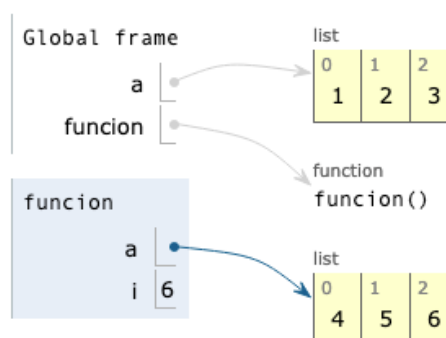 Global frame
a
funcion
list
0 1 2
1 2 3
function
funcion()
funcion
a
i 6
list
0 1 2
4 5 6